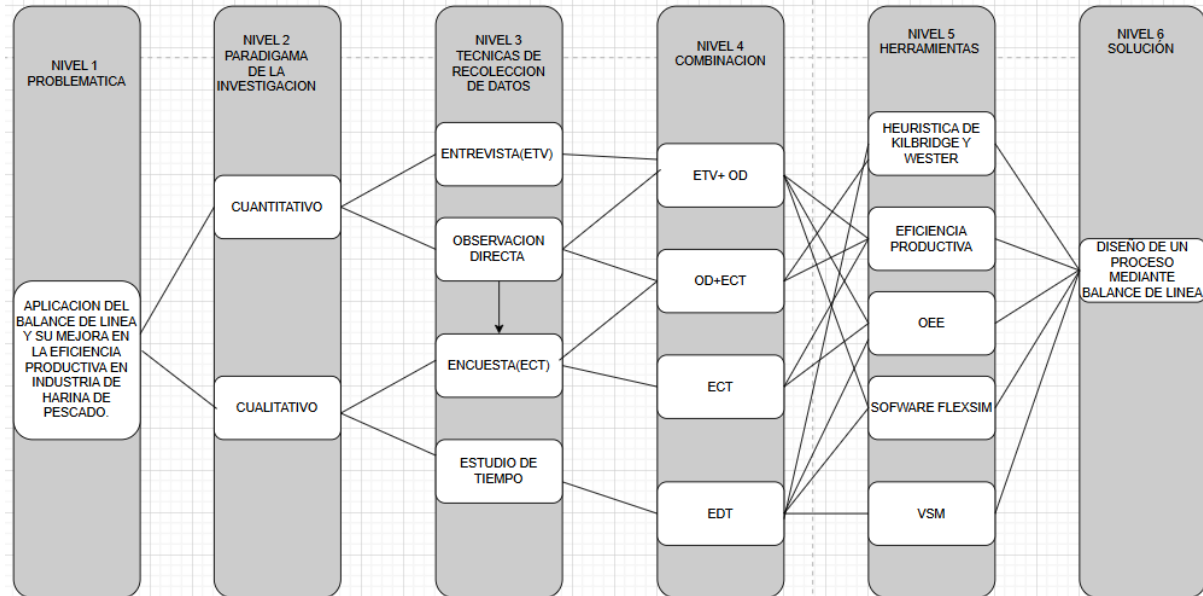 NIVEL 1
PROBLEMATICA
APLICACION DEL
BALANCE DE LINEA
Y SU MEJORA EN
LA EFICIENCIA
PRODUCTIVA EN
INDUSTRIA DE
HARINA DE
PESCADO.
NIVEL 2
PARADIGAMA
DE LA
INVESTIGACION
CUANTITATIVO
CUALITATIVO
NIVEL 3
TECNICAS DE
RECOLECCION
DE DATOS
ENTREVISTA(ETV)
OBSERVACION
DIRECTA
ENCUESTA(ECT)
ESTUDIO DE
TIEMPO
NIVEL 4
COMBINACION
ETV+ OD
OD+ECT
ECT
EDT
NIVEL 5
HERRAMIENTAS
HEURISTICA DE
KILBRIDGE Y
WESTER
EFICIENCIA
PRODUCTIVA
OEE
SOFWARE FLEXSIM
VSM
NIVEL 6
SOLUCIÓN
DISEÑO DE UN
PROCESO
MEDIANTE
BALANCE DE LINEA